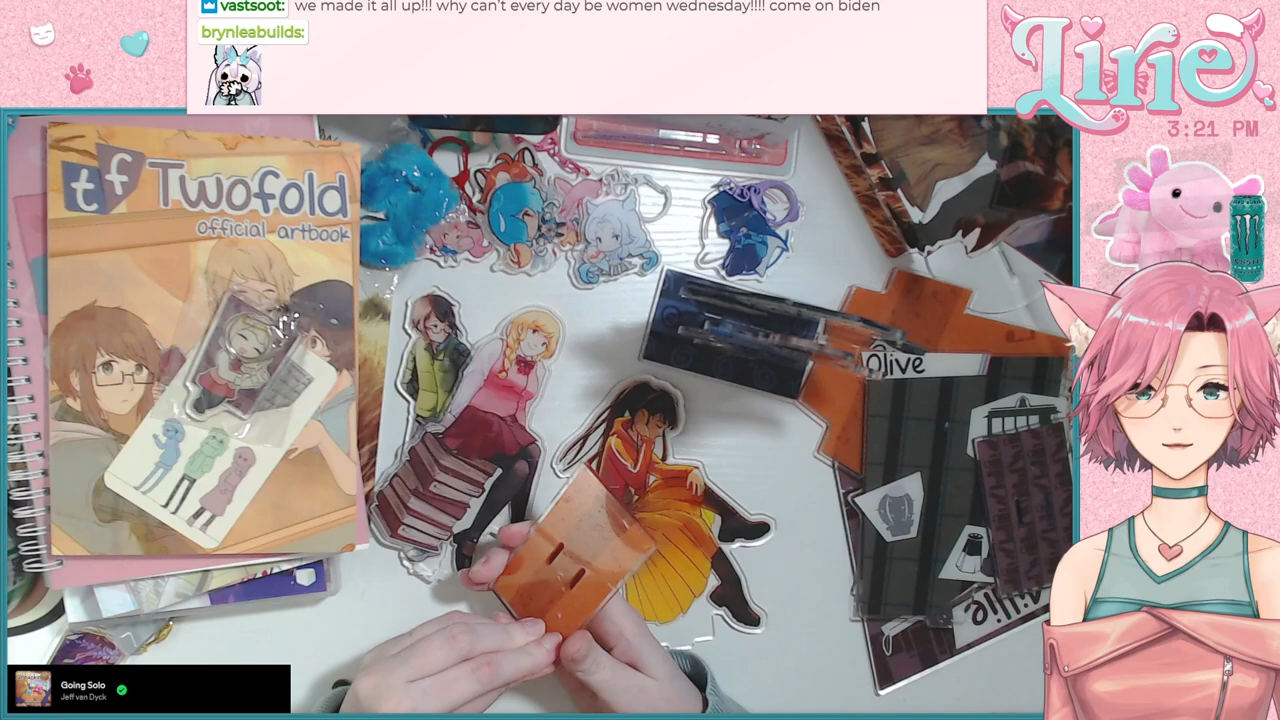 vastsoot: we made it all up!!! why can't every day be women wednesday!!!! come on biden
brynleabuilds:
Lirie
3:21 PM
tf Twofold
official artbook
Olive
Millie
Going Solo
Jeff van Dyck